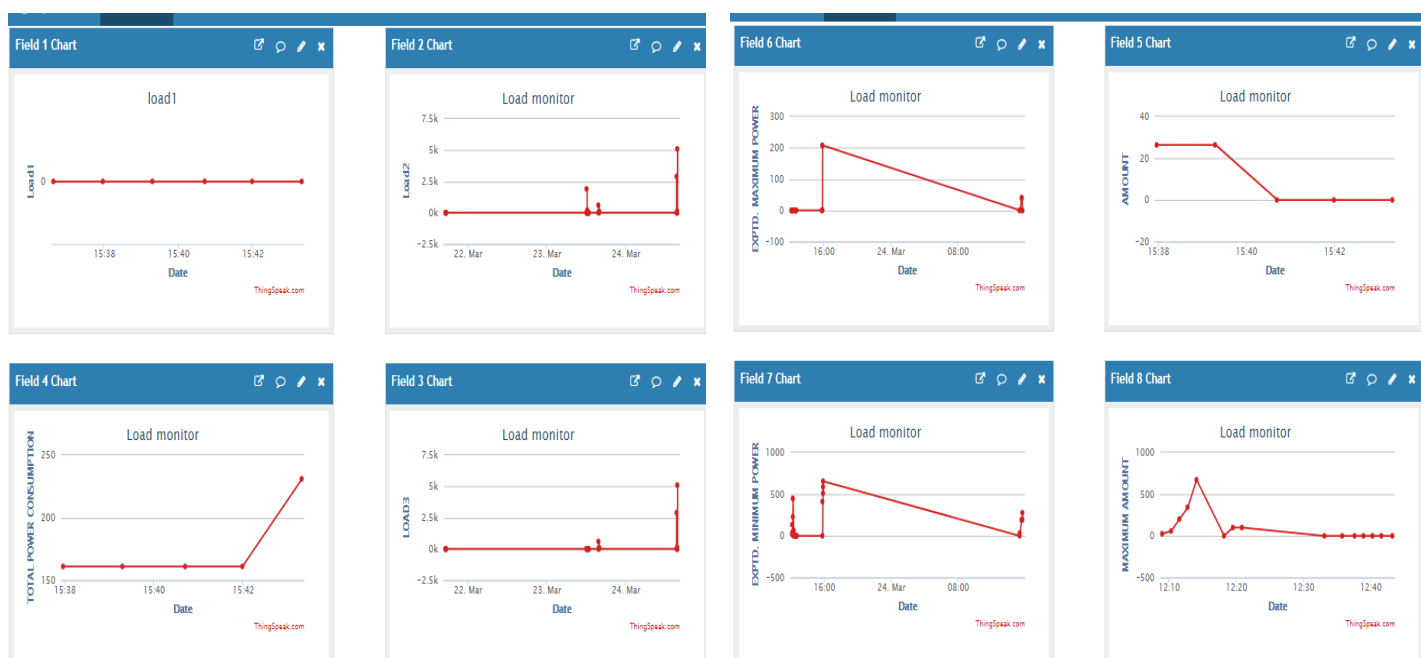 Field 1 Chart
load1
Load1
0
15:38 15:40 15:42
Date
ThingSpeak.com
Field 2 Chart
Load monitor
Load2
7.5k
5k
2.5k
0k
−2.5k
22. Mar 23. Mar 24. Mar
Date
ThingSpeak.com
Field 6 Chart
Load monitor
EXPTD. MAXIMUM POWER
300
200
100
0
−100
16:00 24. Mar 08:00
Date
ThingSpeak.com
Field 5 Chart
Load monitor
AMOUNT
40
20
0
−20
15:38 15:40 15:42
Date
ThingSpeak.com
Field 4 Chart
Load monitor
TOTAL POWER CONSUMPTION
250
200
150
15:38 15:40 15:42
Date
ThingSpeak.com
Field 3 Chart
Load monitor
LOAD3
7.5k
5k
2.5k
0k
−2.5k
22. Mar 23. Mar 24. Mar
Date
ThingSpeak.com
Field 7 Chart
Load monitor
EXPTD. MINIMUM POWER
1000
500
0
−500
16:00 24. Mar 08:00
Date
ThingSpeak.com
Field 8 Chart
Load monitor
MAXIMUM AMOUNT
1000
500
0
−500
12:10 12:20 12:30 12:40
Date
ThingSpeak.com